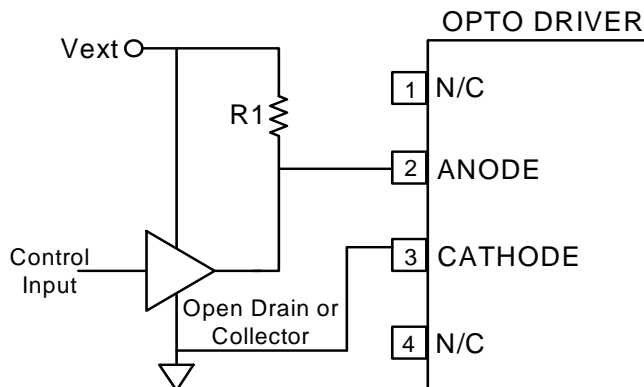 OPTO DRIVER
Vext
1 N/C
R1
2 ANODE
Control
Input
3 CATHODE
Open Drain or
Collector
4 N/C